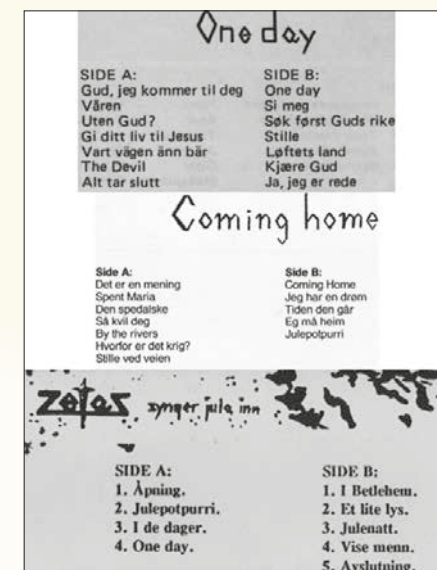 One day
SIDE A:
Gud, jeg kommer til deg
Våren
Uten Gud?
Gi ditt liv til Jesus
Vart vägen änn bär
The Devil
Alt tar slutt
SIDE B:
One day
Si meg
Søk først Guds rike
Stille
Løftets land
Kjære Gud
Ja, jeg er rede
Coming home
Side A:
Det er en mening
Spent Maria
Den spedalske
Så kvil deg
By the rivers
Hvorfor er det krig?
Stille ved veien
Side B:
Coming Home
Jeg har en drøm
Tiden den går
Eg må heim
Julepotpurri
zetas synger jula inn
SIDE A:
1. Åpning.
2. Julepotpurri.
3. I de dager.
4. One day.
SIDE B:
1. I Betlehem.
2. Et lite lys.
3. Julenatt.
4. Vise menn.
5. Avslutning.